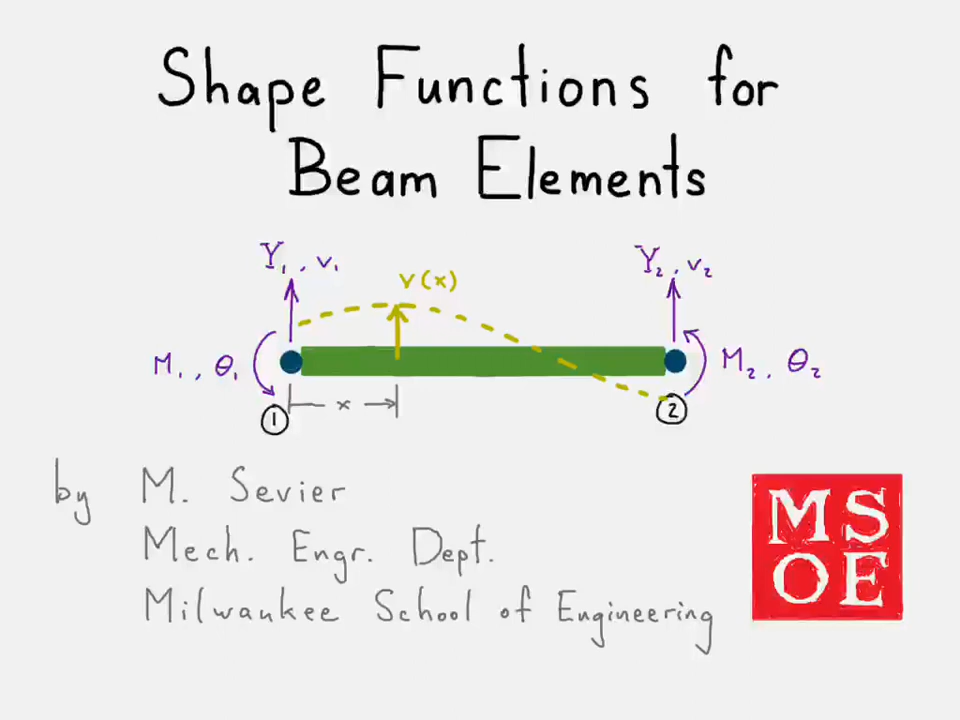 Shape Functions for
Beam Elements
Y₁, v₁
Y₂, v₂
v(x)
M₁, θ₁
M₂, θ₂
x
1
2
by M. Sevier
Mech. Engr. Dept.
Milwaukee School of Engineering
MS
OE